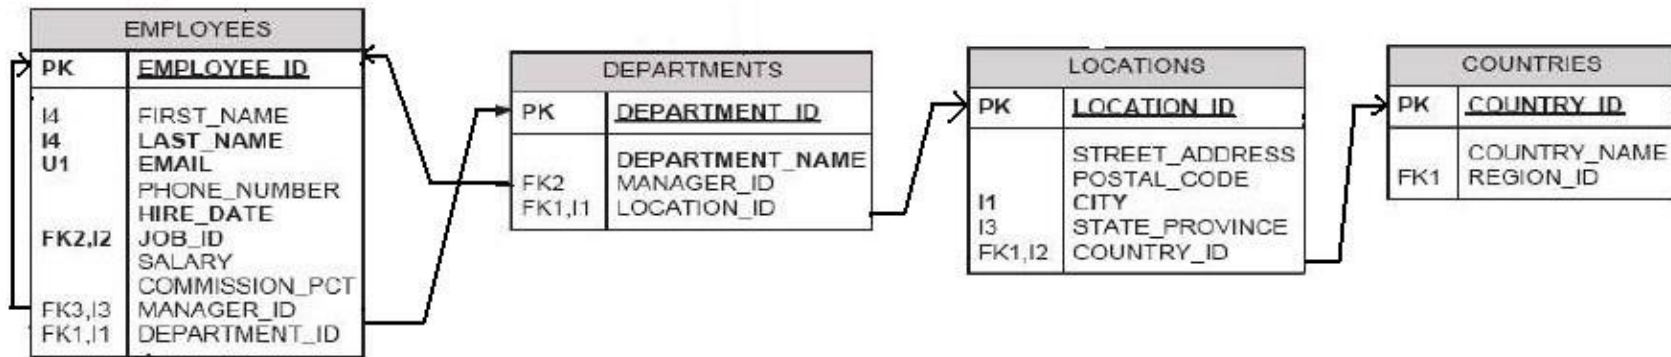 EMPLOYEES
PK EMPLOYEE_ID
I4 FIRST_NAME
I4 LAST_NAME
U1 EMAIL
PHONE_NUMBER
HIRE_DATE
FK2,I2 JOB_ID
SALARY
COMMISSION_PCT
FK3,I3 MANAGER_ID
FK1,I1 DEPARTMENT_ID
DEPARTMENTS
PK DEPARTMENT_ID
DEPARTMENT_NAME
FK2 MANAGER_ID
FK1,I1 LOCATION_ID
LOCATIONS
PK LOCATION_ID
STREET_ADDRESS
POSTAL_CODE
I1 CITY
I3 STATE_PROVINCE
FK1,I2 COUNTRY_ID
COUNTRIES
PK COUNTRY_ID
COUNTRY_NAME
FK1 REGION_ID